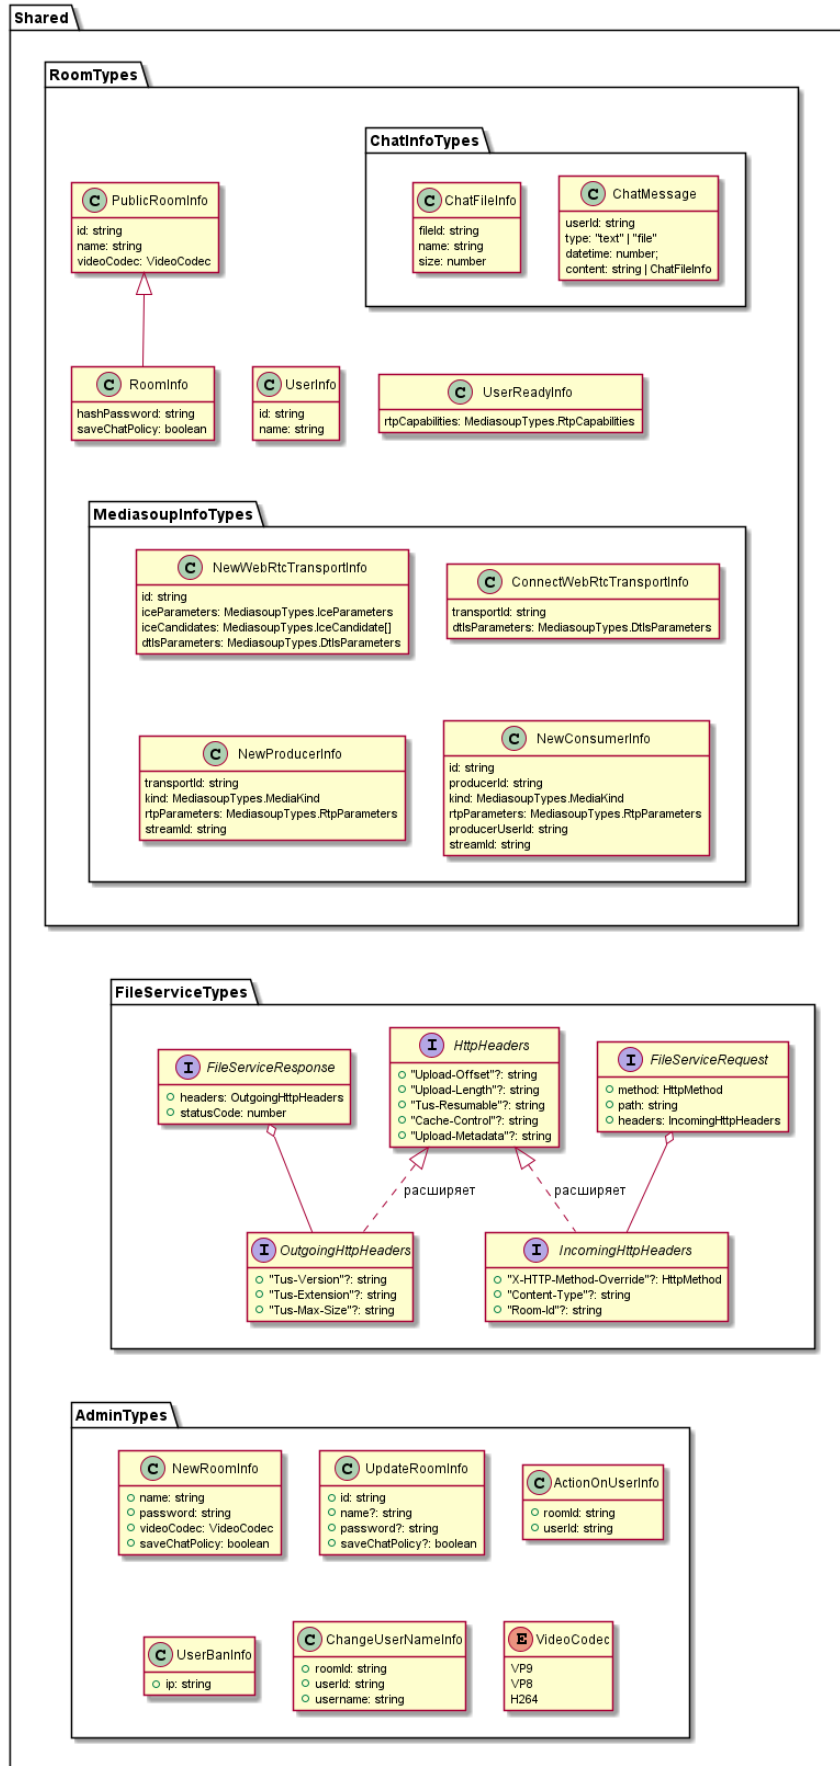 Shared
RoomTypes
ChatInfoTypes
C PublicRoomInfo
id: string
name: string
videoCodec: VideoCodec
C ChatFileInfo
fileId: string
name: string
size: number
C ChatMessage
userId: string
type: "text" | "file"
datetime: number;
content: string | ChatFileInfo
C RoomInfo
hashPassword: string
saveChatPolicy: boolean
C UserInfo
id: string
name: string
C UserReadyInfo
rtpCapabilities: MediasoupTypes.RtpCapabilities
MediasoupInfoTypes
C NewWebRtcTransportInfo
id: string
iceParameters: MediasoupTypes.IceParameters
iceCandidates: MediasoupTypes.IceCandidate[]
dtlsParameters: MediasoupTypes.DtlsParameters
C ConnectWebRtcTransportInfo
transportId: string
dtlsParameters: MediasoupTypes.DtlsParameters
C NewProducerInfo
transportId: string
kind: MediasoupTypes.MediaKind
rtpParameters: MediasoupTypes.RtpParameters
streamId: string
C NewConsumerInfo
id: string
producerId: string
kind: MediasoupTypes.MediaKind
rtpParameters: MediasoupTypes.RtpParameters
producerUserId: string
streamId: string
FileServiceTypes
I FileServiceResponse
headers: OutgoingHttpHeaders
statusCode: number
I HttpHeaders
"Upload-Offset"?: string
"Upload-Length"?: string
"Tus-Resumable"?: string
"Cache-Control"?: string
"Upload-Metadata"?: string
I FileServiceRequest
method: HttpMethod
path: string
headers: IncomingHttpHeaders
расширяет
расширяет
I OutgoingHttpHeaders
"Tus-Version"?: string
"Tus-Extension"?: string
"Tus-Max-Size"?: string
I IncomingHttpHeaders
"X-HTTP-Method-Override"?: HttpMethod
"Content-Type"?: string
"Room-Id"?: string
AdminTypes
C NewRoomInfo
name: string
password: string
videoCodec: VideoCodec
saveChatPolicy: boolean
C UpdateRoomInfo
id: string
name?: string
password?: string
saveChatPolicy?: boolean
C ActionOnUserInfo
roomId: string
userId: string
C UserBanInfo
ip: string
C ChangeUserNameInfo
roomId: string
userId: string
username: string
E VideoCodec
VP9
VP8
H264